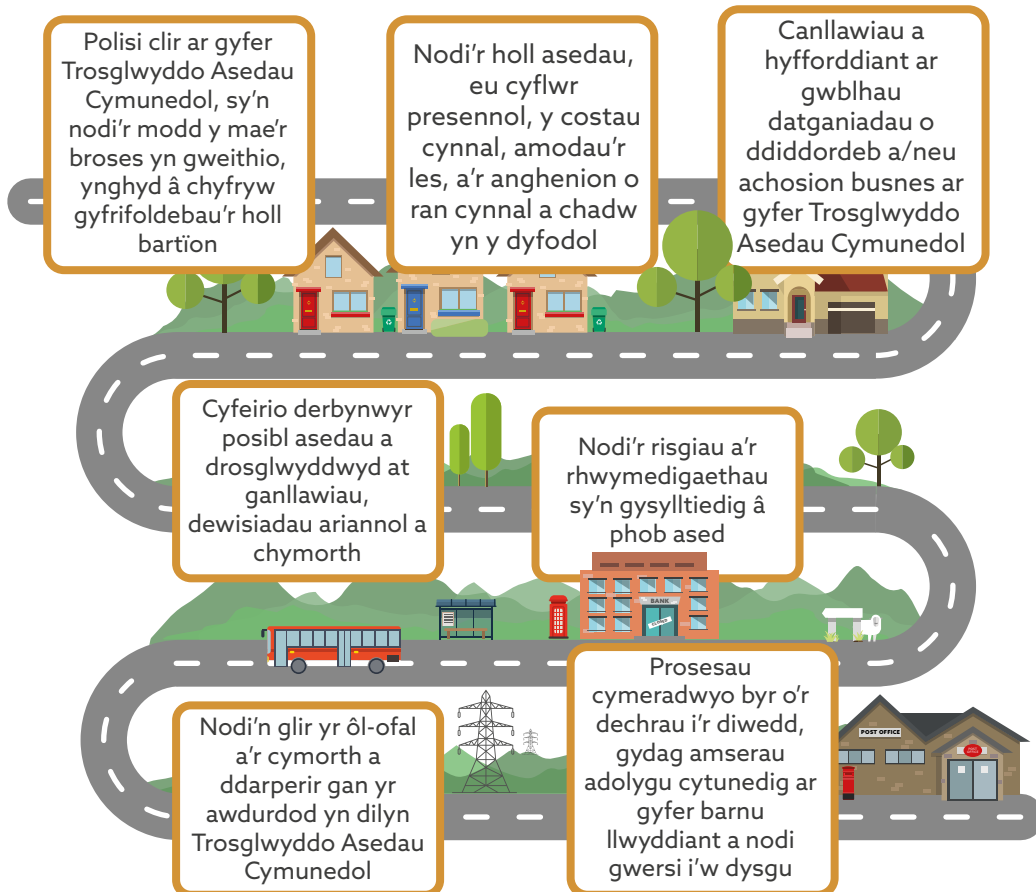 Polisi clir ar gyfer
Trosglwyddo Asedau
Cymunedol, sy'n
nodi'r modd y mae'r
broses yn gweithio,
ynghyd â chyfryw
gyfrifoldebau'r holl
bartïon
Nodi'r holl asedau,
eu cyflwr
presennol, y costau
cynnal, amodau'r
les, a'r anghenion o
ran cynnal a chadw
yn y dyfodol
Canllawiau a
hyfforddiant ar
gwblhau
datganiadau o
ddiddordeb a/neu
achosion busnes ar
gyfer Trosglwyddo
Asedau Cymunedol
Cyfeirio derbynwyr
posibl asedau a
drosglwyddwyd at
ganllawiau,
dewisiadau ariannol a
chymorth
Nodi'r risgiau a'r
rhwymedigaethau
sy'n gysylltiedig â
phob ased
BANK
CLOSED
Nodi'n glir yr ôl-ofal
a'r cymorth a
ddarperir gan yr
awdurdod yn dilyn
Trosglwyddo Asedau
Cymunedol
Prosesau
cymeradwyo byr o'r
dechrau i'r diwedd,
gydag amserau
adolygu cytunedig ar
gyfer barnu
llwyddiant a nodi
gwersi i'w dysgu
POST OFFICE
POST
OFFICE